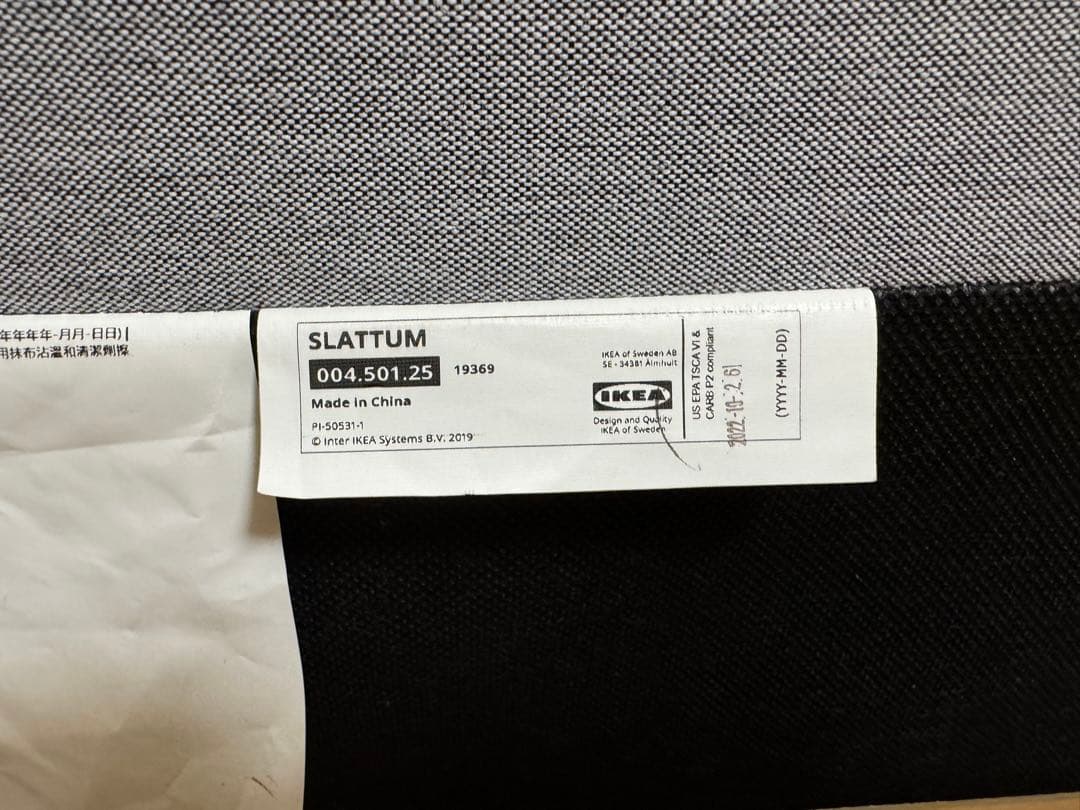 年年年年-月月-日日)|
用抹布沾溫和清潔劑擦
SLATTUM
004.501.25 19369
Made in China
PI-50531-1
© Inter IKEA Systems B.V. 2019
IKEA of Sweden AB
SE - 34381 Älmhult
IKEA
Design and Quality
IKEA of Sweden
US EPA TSCA VI &
CARB P2 compliant
2022-10-26
(YYYY-MM-DD)